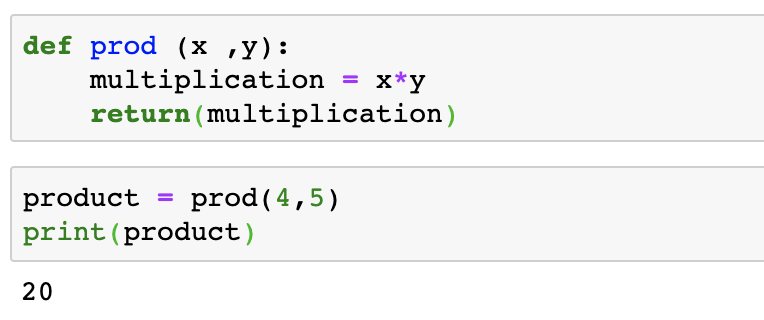 def prod (x ,y):
    multiplication = x*y
    return(multiplication)
product = prod(4,5)
print(product)
20